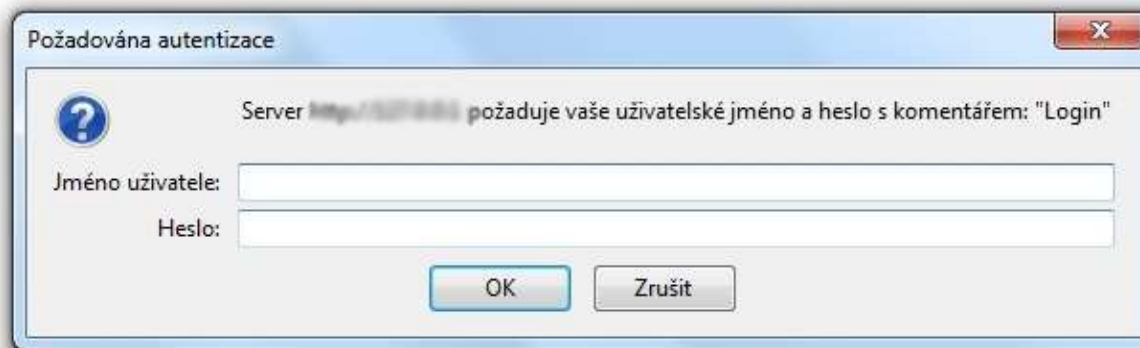 Požadována autentizace
Server požaduje vaše uživatelské jméno a heslo s komentářem: "Login"
Jméno uživatele:
Heslo:
OK Zrušit